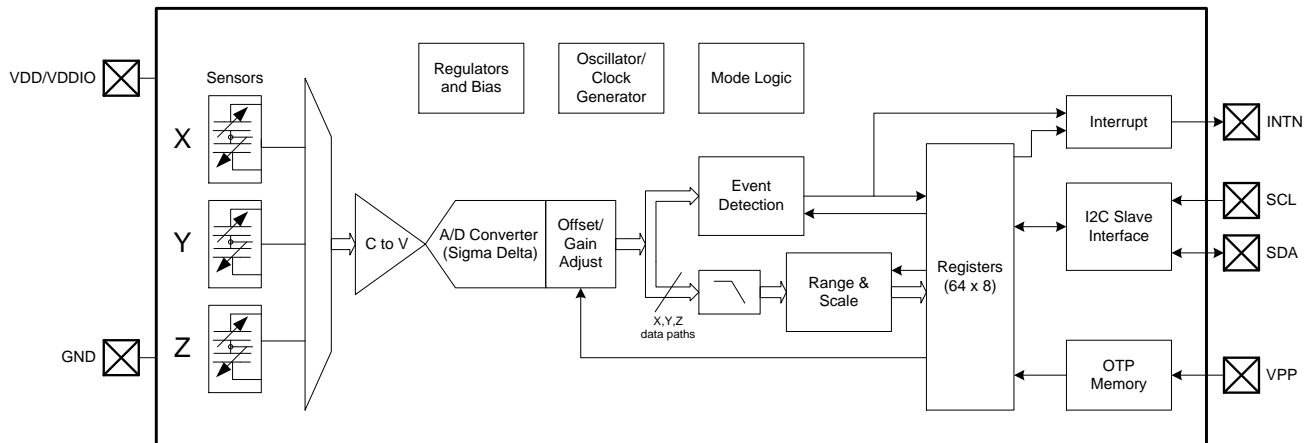 VDD/VDDIO
GND
Sensors
X
Y
Z
Regulators
and Bias
Oscillator/
Clock
Generator
Mode Logic
C to V
A/D Converter
(Sigma Delta)
Offset/
Gain
Adjust
Event
Detection
X,Y,Z
data paths
Range &
Scale
Registers
(64 x 8)
Interrupt
I2C Slave
Interface
OTP
Memory
INTN
SCL
SDA
VPP